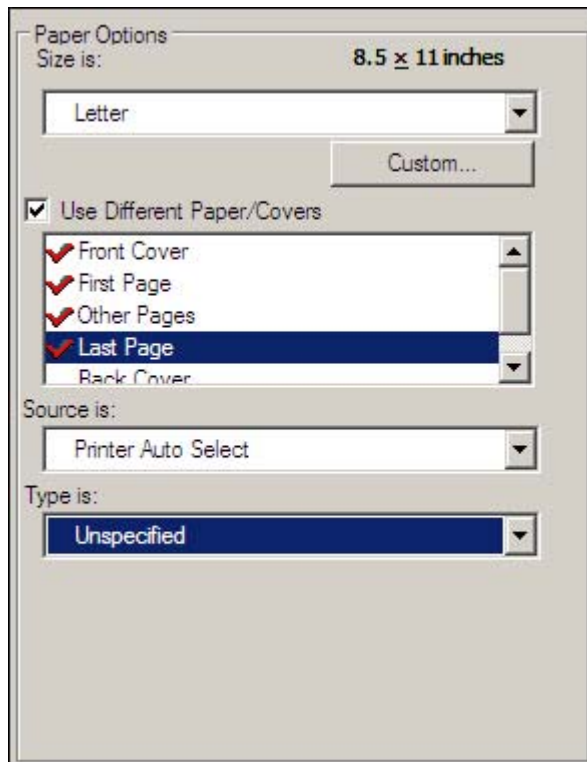 Paper Options
Size is: 8.5 x 11 inches
Letter
Custom...
Use Different Paper/Covers
Front Cover
First Page
Other Pages
Last Page
Back Cover
Source is:
Printer Auto Select
Type is:
Unspecified